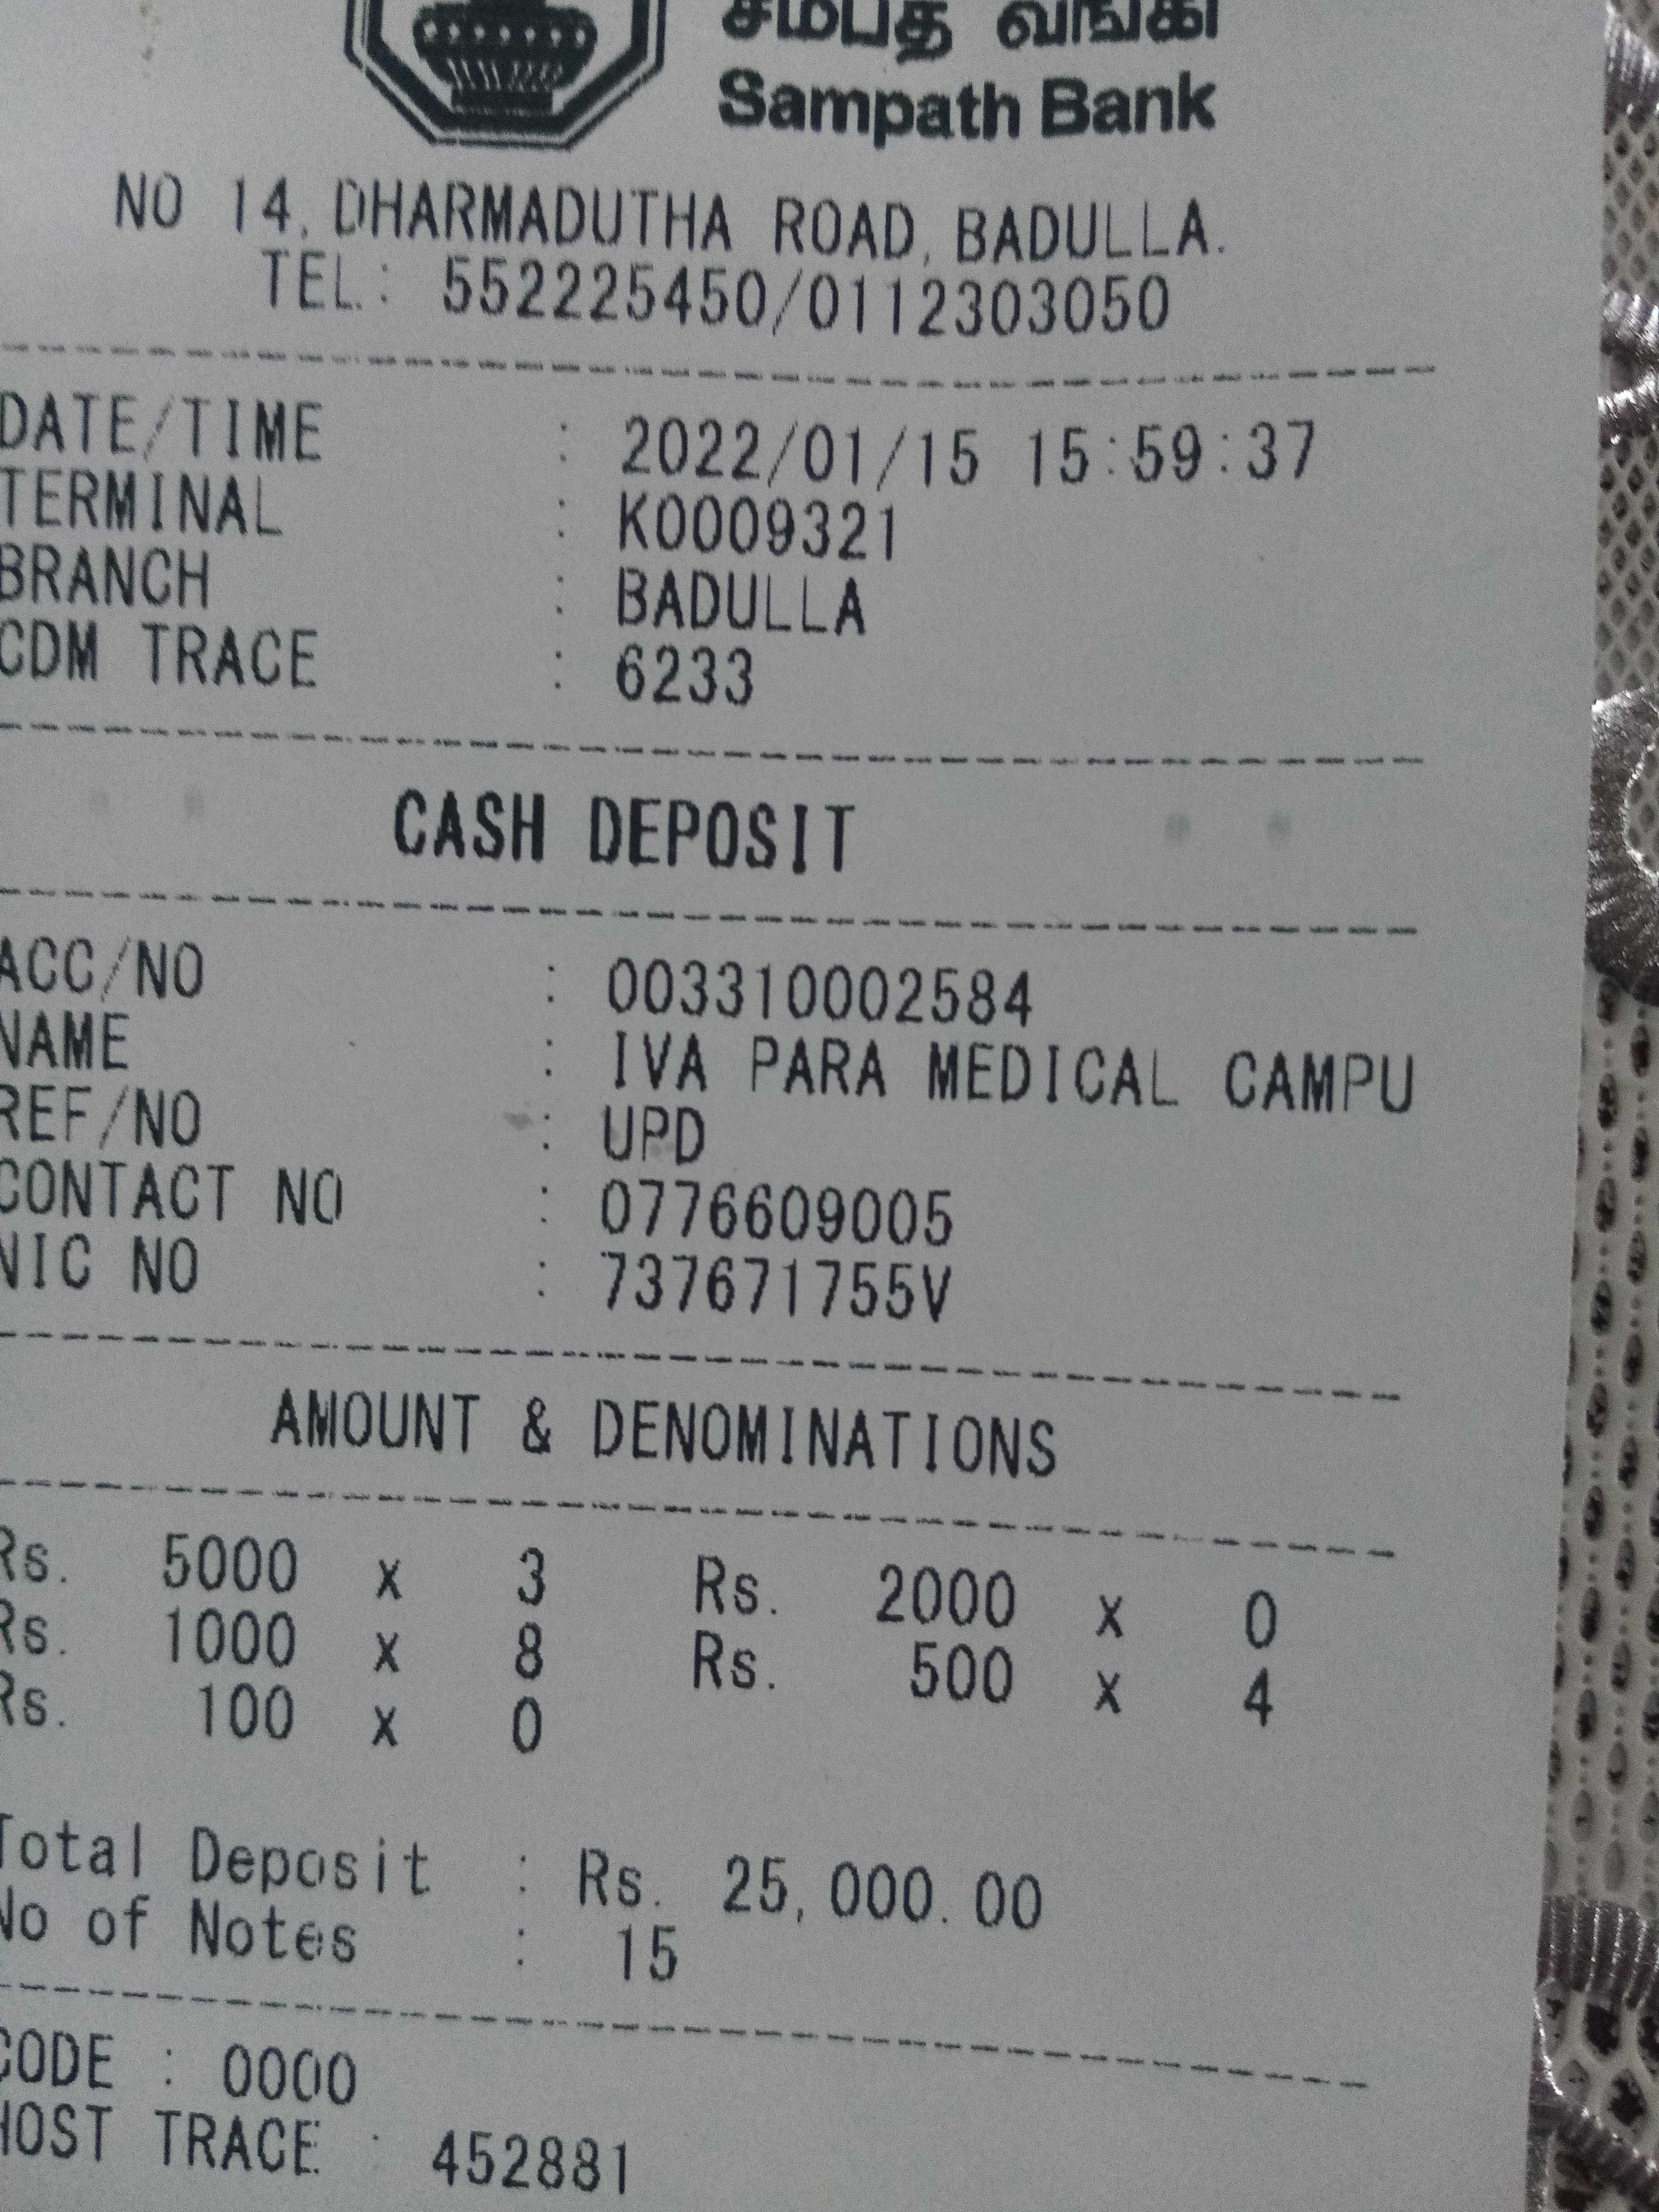 சம்பத் வங்கி
Sampath Bank
NO 14, DHARMADUTHA ROAD, BADULLA.
TEL: 552225450/0112303050
DATE/TIME : 2022/01/15 15:59:37
TERMINAL : K0009321
BRANCH : BADULLA
CDM TRACE : 6233
CASH DEPOSIT
ACC/NO : 003310002584
NAME : IVA PARA MEDICAL CAMPU
REF/NO : UPD
CONTACT NO : 0776609005
NIC NO : 737671755V
AMOUNT & DENOMINATIONS
Rs. 5000 x 3 Rs. 2000 x 0
Rs. 1000 x 8 Rs. 500 x 4
Rs. 100 x 0
Total Deposit : Rs. 25,000.00
No of Notes : 15
CODE : 0000
HOST TRACE : 452881